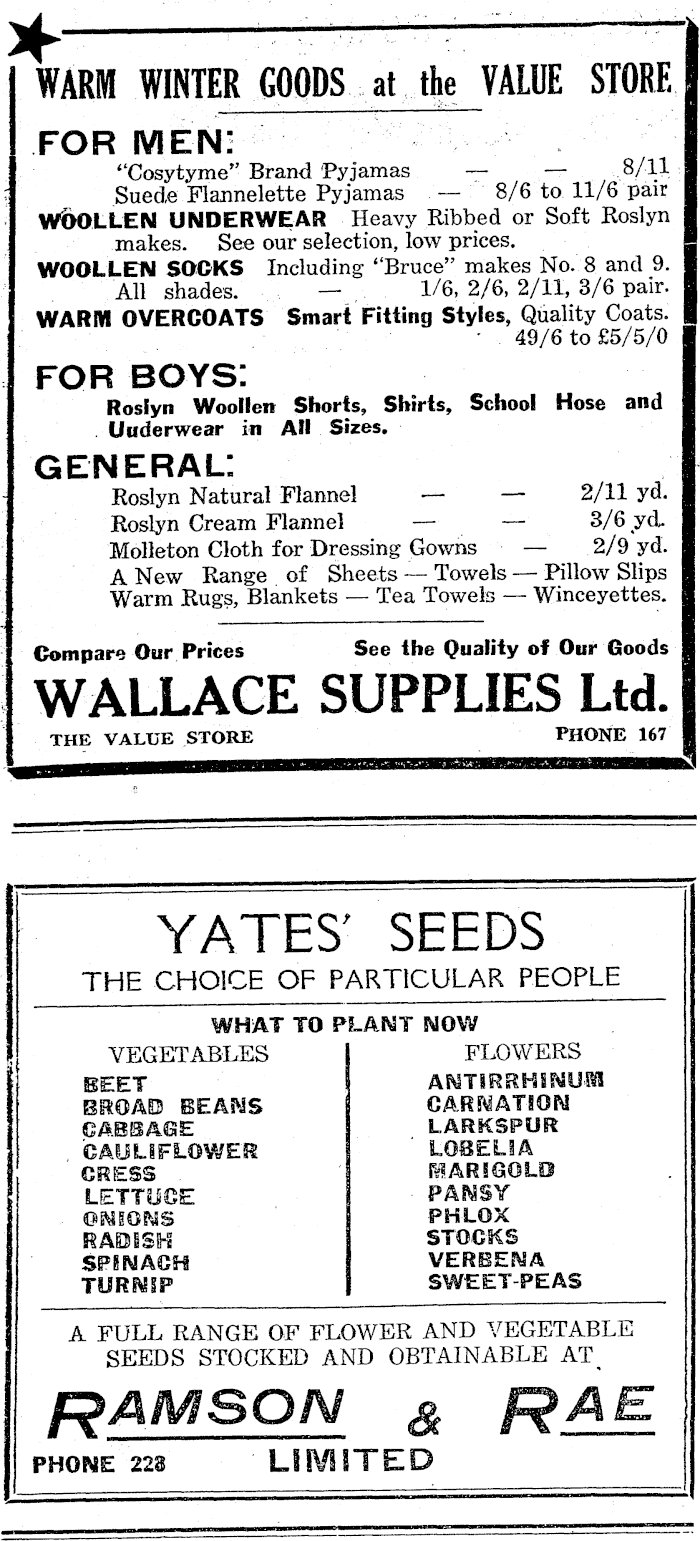 WARM WINTER GOODS at the VALUE STORE
FOR MEN:
"Cosytyme" Brand Pyjamas — — 8/11
Suede Flannelette Pyjamas — 8/6 to 11/6 pair
WOOLLEN UNDERWEAR Heavy Ribbed or Soft Roslyn
makes. See our selection, low prices.
WOOLLEN SOCKS Including "Bruce" makes No. 8 and 9.
All shades. — 1/6, 2/6, 2/11, 3/6 pair.
WARM OVERCOATS Smart Fitting Styles, Quality Coats.
49/6 to £5/5/0
FOR BOYS:
Roslyn Woollen Shorts, Shirts, School Hose and
Uuderwear in All Sizes.
GENERAL:
Roslyn Natural Flannel — — 2/11 yd.
Roslyn Cream Flannel — — 3/6 yd.
Molleton Cloth for Dressing Gowns — 2/9 yd.
A New Range of Sheets — Towels — Pillow Slips
Warm Rugs, Blankets — Tea Towels — Winceyettes.
Compare Our Prices See the Quality of Our Goods
WALLACE SUPPLIES Ltd.
THE VALUE STORE PHONE 167
YATES' SEEDS
THE CHOICE OF PARTICULAR PEOPLE
WHAT TO PLANT NOW
VEGETABLES
BEET
BROAD BEANS
CABBAGE
CAULIFLOWER
CRESS
LETTUCE
ONIONS
RADISH
SPINACH
TURNIP
FLOWERS
ANTIRRHINUM
CARNATION
LARKSPUR
LOBELIA
MARIGOLD
PANSY
PHLOX
STOCKS
VERBENA
SWEET-PEAS
A FULL RANGE OF FLOWER AND VEGETABLE
SEEDS STOCKED AND OBTAINABLE AT
RAMSON & RAE
PHONE 228 LIMITED